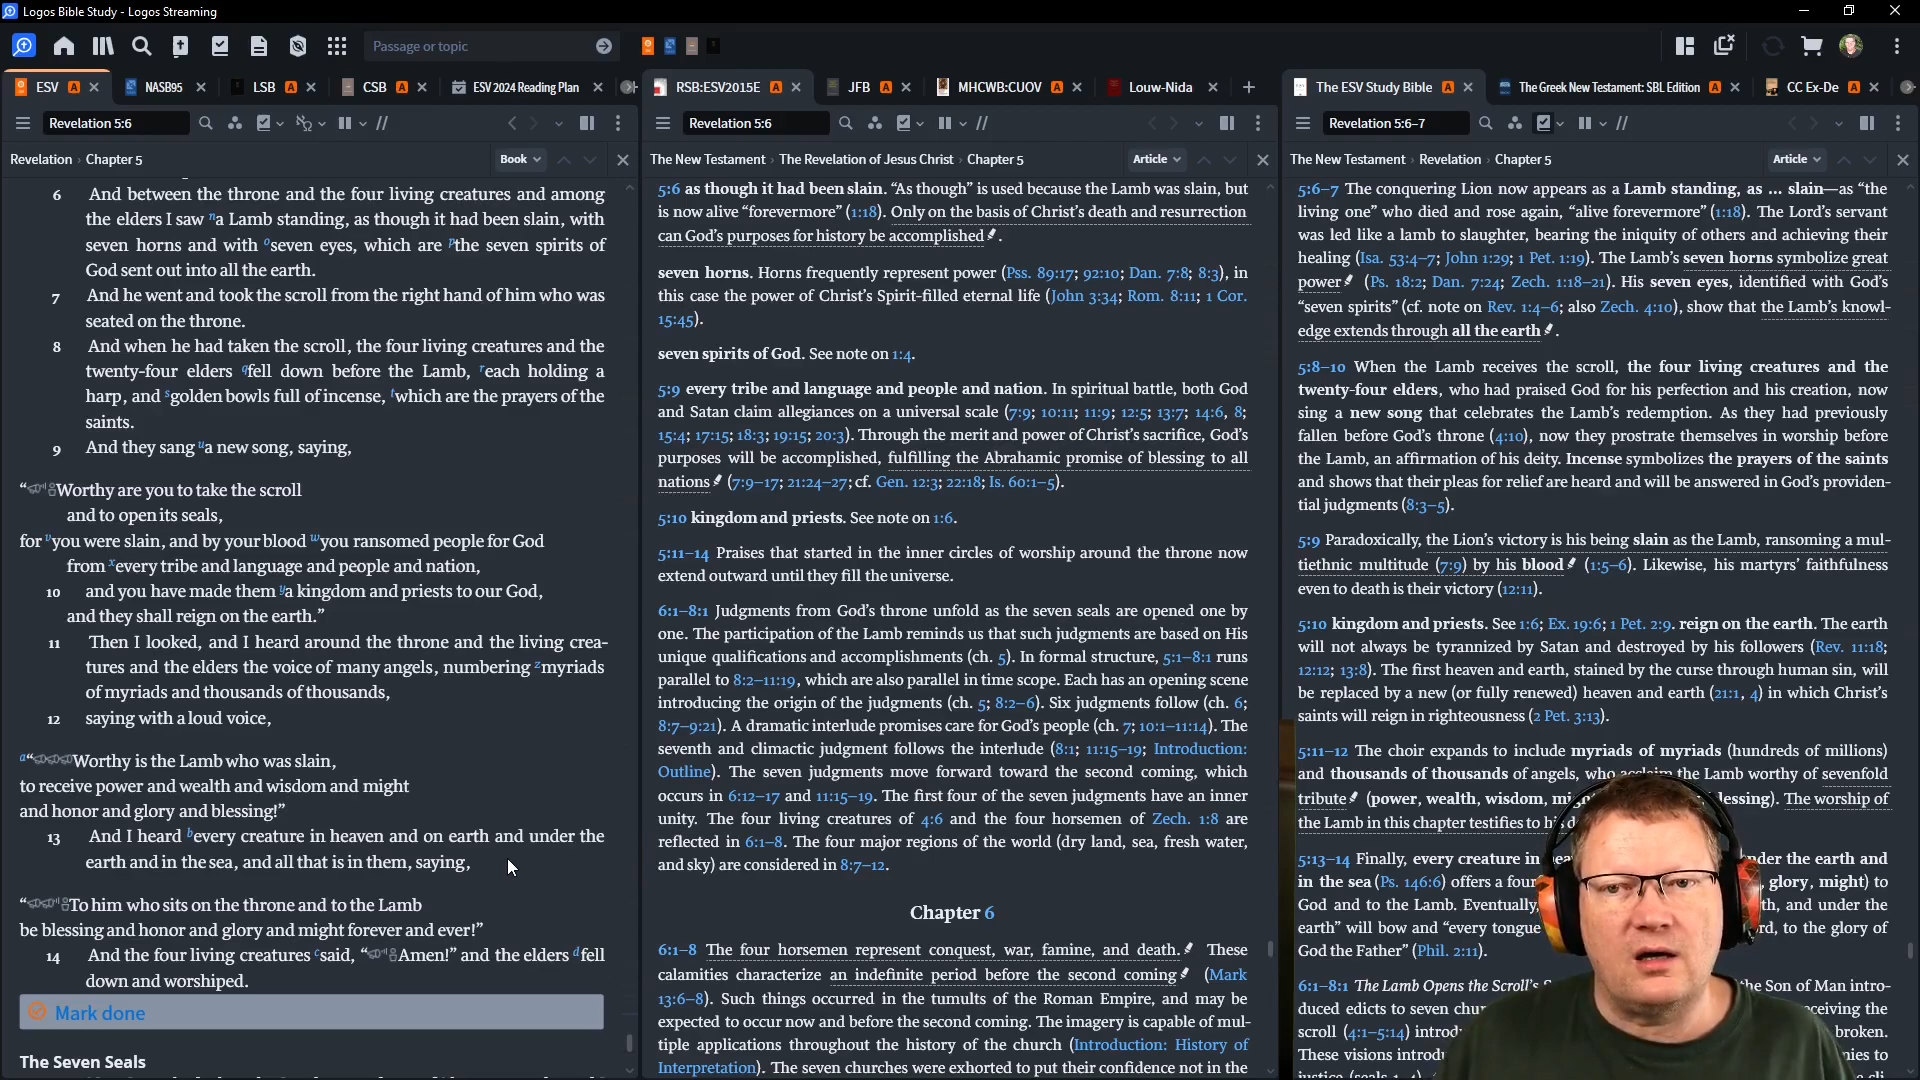 Logos Bible Study - Logos Streaming
Passage or topic
ESV A
NASB95
LSB A
CSB A
ESV 2024 Reading Plan
RSB:ESV2015E A
JFB A
MHCWB:CUOV A
Louw-Nida
The ESV Study Bible A
The Greek New Testament: SBL Edition A
CC Ex-De A
Revelation 5:6
Revelation 5:6
Revelation 5:6–7
Revelation › Chapter 5
Book
6 And between the throne and the four living creatures and among
the elders I saw n a Lamb standing, as though it had been slain, with
seven horns and with o seven eyes, which are p the seven spirits of
God sent out into all the earth.
7 And he went and took the scroll from the right hand of him who was
seated on the throne.
8 And when he had taken the scroll, the four living creatures and the
twenty-four elders q fell down before the Lamb, r each holding a
harp, and s golden bowls full of incense, t which are the prayers of the
saints.
9 And they sang u a new song, saying,
“Worthy are you to take the scroll
and to open its seals,
for v you were slain, and by your blood w you ransomed people for God
from x every tribe and language and people and nation,
10 and you have made them y a kingdom and priests to our God,
and they shall reign on the earth.”
11 Then I looked, and I heard around the throne and the living crea-
tures and the elders the voice of many angels, numbering z myriads
of myriads and thousands of thousands,
12 saying with a loud voice,
a “Worthy is the Lamb who was slain,
to receive power and wealth and wisdom and might
and honor and glory and blessing!”
13 And I heard b every creature in heaven and on earth and under the
earth and in the sea, and all that is in them, saying,
“To him who sits on the throne and to the Lamb
be blessing and honor and glory and might forever and ever!”
14 And the four living creatures c said, “Amen!” and the elders d fell
down and worshiped.
Mark done
The Seven Seals
The New Testament › The Revelation of Jesus Christ › Chapter 5
Article
5:6 as though it had been slain. “As though” is used because the Lamb was slain, but
is now alive “forevermore” (1:18). Only on the basis of Christ’s death and resurrection
can God’s purposes for history be accomplished.
seven horns. Horns frequently represent power (Pss. 89:17; 92:10; Dan. 7:8; 8:3), in
this case the power of Christ’s Spirit-filled eternal life (John 3:34; Rom. 8:11; 1 Cor.
15:45).
seven spirits of God. See note on 1:4.
5:9 every tribe and language and people and nation. In spiritual battle, both God
and Satan claim allegiances on a universal scale (7:9; 10:11; 11:9; 12:5; 13:7; 14:6, 8;
15:4; 17:15; 18:3; 19:15; 20:3). Through the merit and power of Christ’s sacrifice, God’s
purposes will be accomplished, fulfilling the Abrahamic promise of blessing to all
nations (7:9–17; 21:24–27; cf. Gen. 12:3; 22:18; Is. 60:1–5).
5:10 kingdom and priests. See note on 1:6.
5:11–14 Praises that started in the inner circles of worship around the throne now
extend outward until they fill the universe.
6:1–8:1 Judgments from God’s throne unfold as the seven seals are opened one by
one. The participation of the Lamb reminds us that such judgments are based on His
unique qualifications and accomplishments (ch. 5). In formal structure, 5:1–8:1 runs
parallel to 8:2–11:19, which are also parallel in time scope. Each has an opening scene
introducing the origin of the judgments (ch. 5; 8:2–6). Six judgments follow (ch. 6;
8:7–9:21). A dramatic interlude promises care for God’s people (ch. 7; 10:1–11:14). The
seventh and climactic judgment follows the interlude (8:1; 11:15–19; Introduction:
Outline). The seven judgments move forward toward the second coming, which
occurs in 6:12–17 and 11:15–19. The first four of the seven judgments have an inner
unity. The four living creatures of 4:6 and the four horsemen of Zech. 1:8 are
reflected in 6:1–8. The four major regions of the world (dry land, sea, fresh water,
and sky) are considered in 8:7–12.
Chapter 6
6:1–8 The four horsemen represent conquest, war, famine, and death. These
calamities characterize an indefinite period before the second coming (Mark
13:6–8). Such things occurred in the tumults of the Roman Empire, and may be
expected to occur now and before the second coming. The imagery is capable of mul-
tiple applications throughout the history of the church (Introduction: History of
Interpretation). The seven churches were exhorted to put their confidence not in the
The New Testament › Revelation › Chapter 5
Article
5:6–7 The conquering Lion now appears as a Lamb standing, as ... slain—as “the
living one” who died and rose again, “alive forevermore” (1:18). The Lord’s servant
was led like a lamb to slaughter, bearing the iniquity of others and achieving their
healing (Isa. 53:4–7; John 1:29; 1 Pet. 1:19). The Lamb’s seven horns symbolize great
power (Ps. 18:2; Dan. 7:24; Zech. 1:18–21). His seven eyes, identified with God’s
“seven spirits” (cf. note on Rev. 1:4–6; also Zech. 4:10), show that the Lamb’s knowl-
edge extends through all the earth.
5:8–10 When the Lamb receives the scroll, the four living creatures and the
twenty-four elders, who had praised God for his perfection and his creation, now
sing a new song that celebrates the Lamb’s redemption. As they had previously
fallen before God’s throne (4:10), now they prostrate themselves in worship before
the Lamb, an affirmation of his deity. Incense symbolizes the prayers of the saints
and shows that their pleas for relief are heard and will be answered in God’s providen-
tial judgments (8:3–5).
5:9 Paradoxically, the Lion’s victory is his being slain as the Lamb, ransoming a mul-
tiethnic multitude (7:9) by his blood (1:5–6). Likewise, his martyrs’ faithfulness
even to death is their victory (12:11).
5:10 kingdom and priests. See 1:6; Ex. 19:6; 1 Pet. 2:9. reign on the earth. The earth
will not always be tyrannized by Satan and destroyed by his followers (Rev. 11:18;
12:12; 13:8). The first heaven and earth, stained by the curse through human sin, will
be replaced by a new (or fully renewed) heaven and earth (21:1, 4) in which Christ’s
saints will reign in righteousness (2 Pet. 3:13).
5:11–12 The choir expands to include myriads of myriads (hundreds of millions)
and thousands of thousands of angels, who acclaim the Lamb worthy of sevenfold
tribute (power, wealth, wisdom, blessing). The worship of
the Lamb in this chapter testifies to his
5:13–14 Finally, every creature in under the earth and
in the sea (Ps. 146:6) offers a glory, might) to
God and to the Lamb. Eventually, and under the
earth” will bow and “every tongue to the glory of
God the Father” (Phil. 2:11).
6:1–8:1 The Lamb Opens the Scroll’s the Son of Man intro-
duced edicts to seven
scroll (4:1–5:14) broken.
These visions